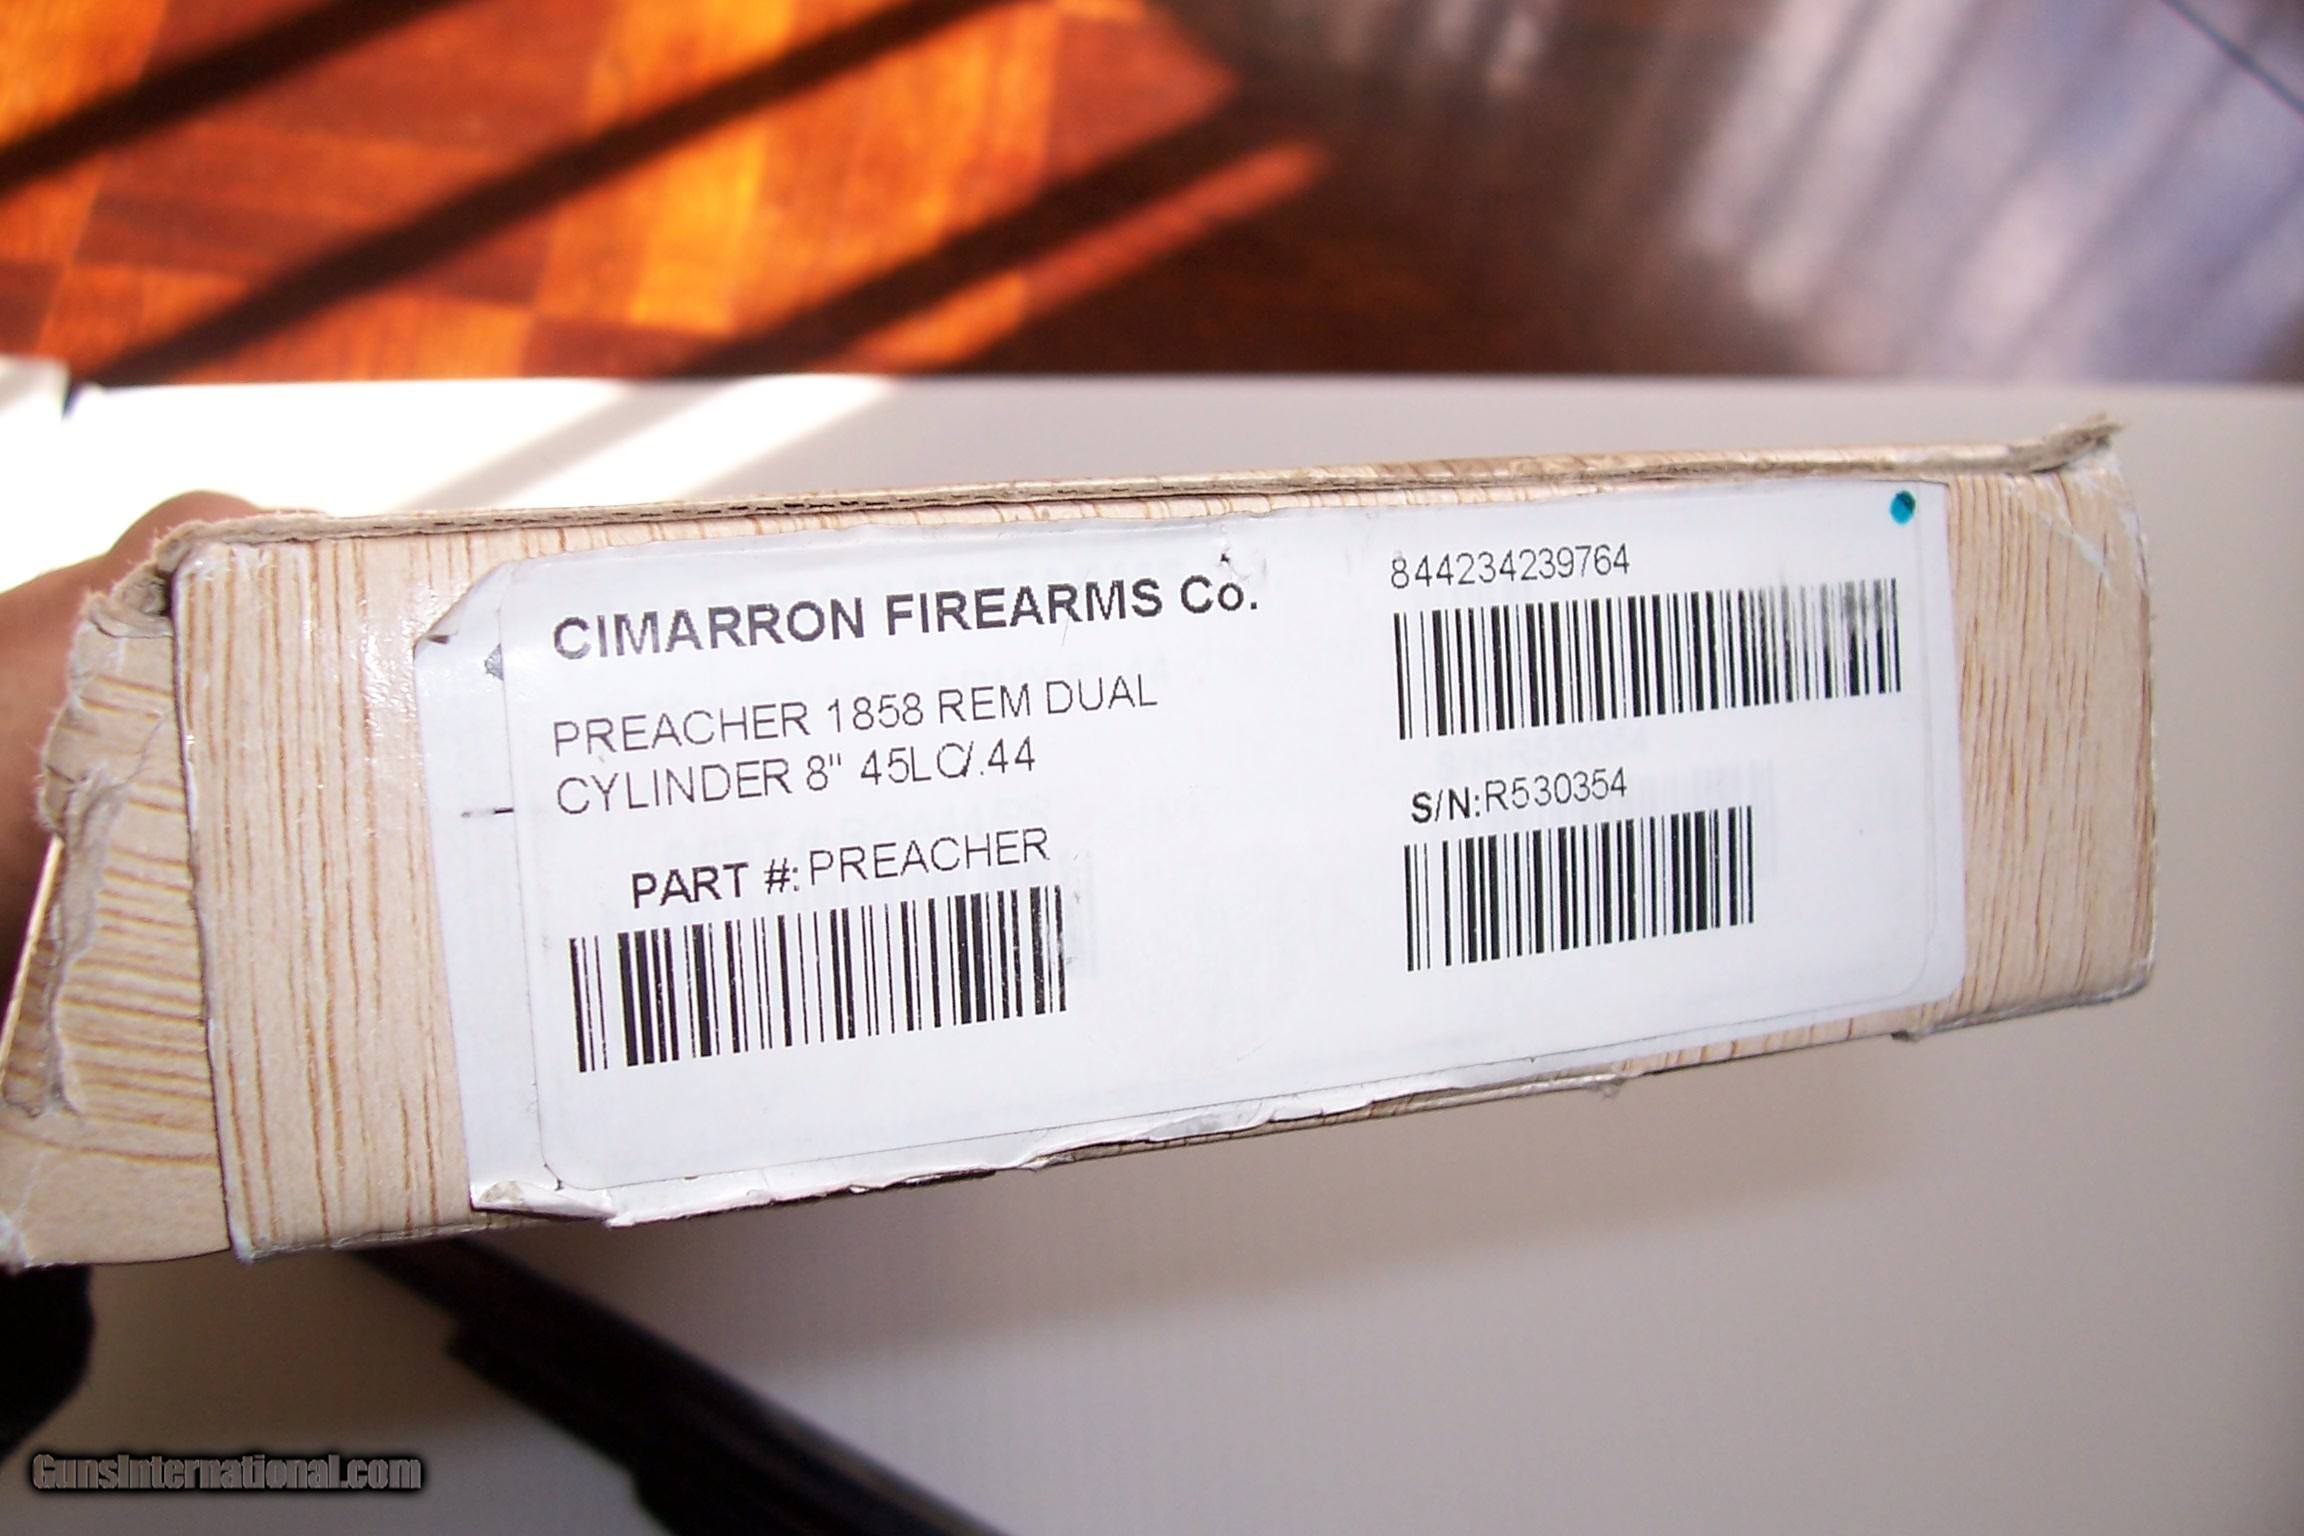 CIMARRON FIREARMS Co.
PREACHER 1858 REM DUAL
CYLINDER 8" 45LC/.44
PART #: PREACHER
844234239764
S/N: R530354
GunsInternational.com